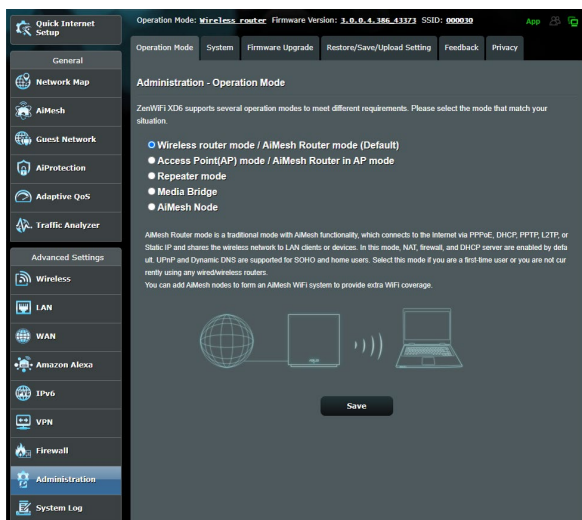 Quick Internet
Setup
Operation Mode: Wireless router Firmware Version: 3.0.0.4.386_43373 SSID: 000030
App
Operation Mode System Firmware Upgrade Restore/Save/Upload Setting Feedback Privacy
General
Network Map
AiMesh
Guest Network
AiProtection
Adaptive QoS
Traffic Analyzer
Advanced Settings
Wireless
LAN
WAN
Amazon Alexa
IPv6
VPN
Firewall
Administration
System Log
Administration - Operation Mode
ZenWiFi XD6 supports several operation modes to meet different requirements. Please select the mode that match your
situation.
Wireless router mode / AiMesh Router mode (Default)
Access Point(AP) mode / AiMesh Router in AP mode
Repeater mode
Media Bridge
AiMesh Node
AiMesh Router mode is a traditional mode with AiMesh functionality, which connects to the Internet via PPPoE, DHCP, PPTP, L2TP, or
Static IP and shares the wireless network to LAN clients or devices. In this mode, NAT, firewall, and DHCP server are enabled by defa
ult. UPnP and Dynamic DNS are supported for SOHO and home users. Select this mode if you are a first-time user or you are not cur
rently using any wired/wireless routers.
You can add AiMesh nodes to form an AiMesh WiFi system to provide extra WiFi coverage.
Save